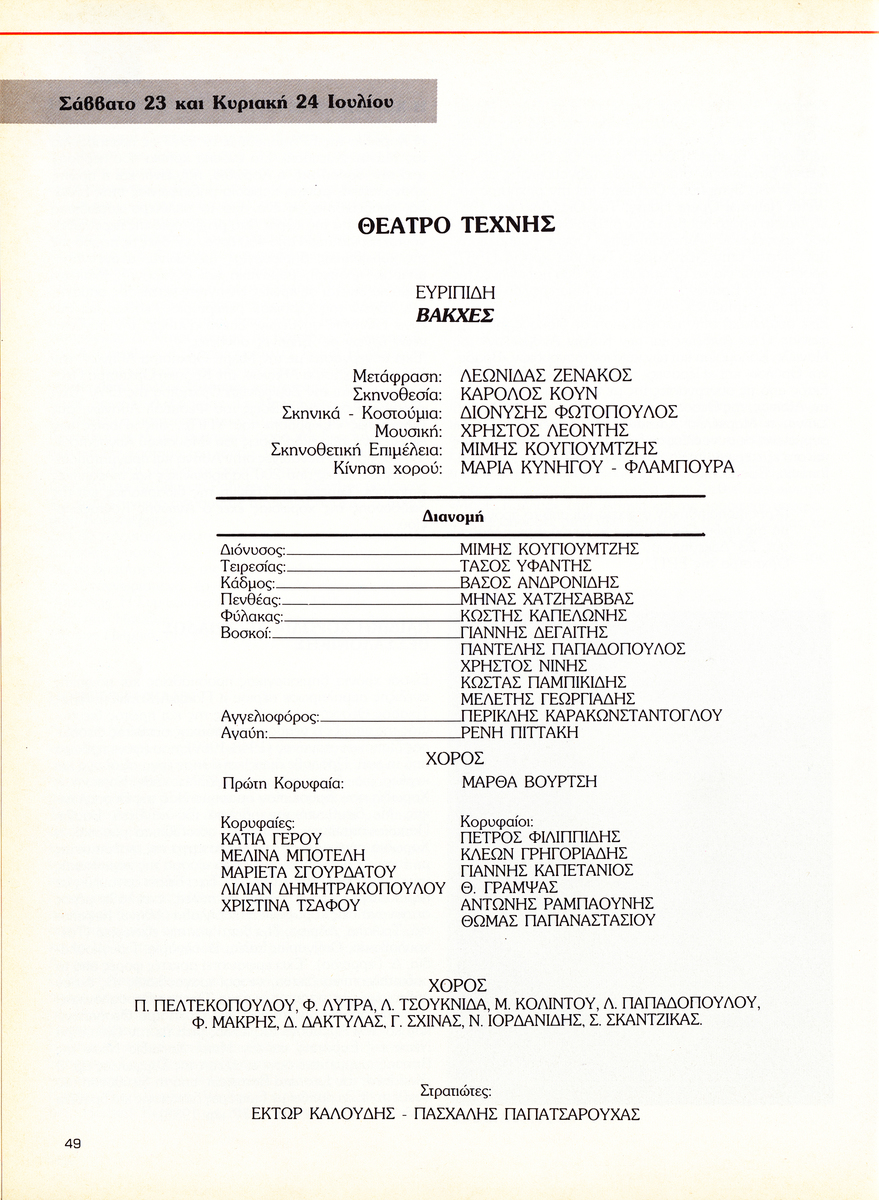 Σάββατο 23 και Κυριακή 24 Ιουλίου
ΘΕΑΤΡΟ ΤΕΧΝΗΣ
ΕΥΡΙΠΙΔΗ
ΒΑΚΧΕΣ
Μετάφραση: ΛΕΩΝΙΔΑΣ ΖΕΝΑΚΟΣ
Σκηνοθεσία: ΚΑΡΟΛΟΣ ΚΟΥΝ
Σκηνικά - Κοστούμια: ΔΙΟΝΥΣΗΣ ΦΩΤΟΠΟΥΛΟΣ
Μουσική: ΧΡΗΣΤΟΣ ΛΕΟΝΤΗΣ
Σκηνοθετική Επιμέλεια: ΜΙΜΗΣ ΚΟΥΓΙΟΥΜΤΖΗΣ
Κίνηση χορού: ΜΑΡΙΑ ΚΥΝΗΓΟΥ - ΦΛΑΜΠΟΥΡΑ
Διανομή
Διόνυσος: ΜΙΜΗΣ ΚΟΥΓΙΟΥΜΤΖΗΣ
Τειρεσίας: ΤΑΣΟΣ ΥΦΑΝΤΗΣ
Κάδμος: ΒΑΣΟΣ ΑΝΔΡΟΝΙΔΗΣ
Πενθέας: ΜΗΝΑΣ ΧΑΤΖΗΣΑΒΒΑΣ
Φύλακας: ΚΩΣΤΗΣ ΚΑΠΕΛΩΝΗΣ
Βοσκοί: ΓΙΑΝΝΗΣ ΔΕΓΑΙΤΗΣ
ΠΑΝΤΕΛΗΣ ΠΑΠΑΔΟΠΟΥΛΟΣ
ΧΡΗΣΤΟΣ ΝΙΝΗΣ
ΚΩΣΤΑΣ ΠΑΜΠΙΚΙΔΗΣ
ΜΕΛΕΤΗΣ ΓΕΩΡΓΙΑΔΗΣ
Αγγελιοφόρος: ΠΕΡΙΚΛΗΣ ΚΑΡΑΚΩΝΣΤΑΝΤΟΓΛΟΥ
Αγαύη: ΡΕΝΗ ΠΙΤΤΑΚΗ
ΧΟΡΟΣ
Πρώτη Κορυφαία: ΜΑΡΘΑ ΒΟΥΡΤΣΗ
Κορυφαίες:
ΚΑΤΙΑ ΓΕΡΟΥ
ΜΕΛΙΝΑ ΜΠΟΤΕΛΗ
ΜΑΡΙΕΤΑ ΣΓΟΥΡΔΑΤΟΥ
ΛΙΛΙΑΝ ΔΗΜΗΤΡΑΚΟΠΟΥΛΟΥ
ΧΡΙΣΤΙΝΑ ΤΣΑΦΟΥ
Κορυφαίοι:
ΠΕΤΡΟΣ ΦΙΛΙΠΠΙΔΗΣ
ΚΛΕΩΝ ΓΡΗΓΟΡΙΑΔΗΣ
ΓΙΑΝΝΗΣ ΚΑΠΕΤΑΝΙΟΣ
Θ. ΓΡΑΜΨΑΣ
ΑΝΤΩΝΗΣ ΡΑΜΠΑΟΥΝΗΣ
ΘΩΜΑΣ ΠΑΠΑΝΑΣΤΑΣΙΟΥ
ΧΟΡΟΣ
Π. ΠΕΛΤΕΚΟΠΟΥΛΟΥ, Φ. ΛΥΤΡΑ, Λ. ΤΣΟΥΚΝΙΔΑ, Μ. ΚΟΛΙΝΤΟΥ, Λ. ΠΑΠΑΔΟΠΟΥΛΟΥ,
Φ. ΜΑΚΡΗΣ, Δ. ΔΑΚΤΥΛΑΣ, Γ. ΣΧΙΝΑΣ, Ν. ΙΟΡΔΑΝΙΔΗΣ, Σ. ΣΚΑΝΤΖΙΚΑΣ.
Στρατιώτες:
ΕΚΤΩΡ ΚΑΛΟΥΔΗΣ - ΠΑΣΧΑΛΗΣ ΠΑΠΑΤΣΑΡΟΥΧΑΣ
49